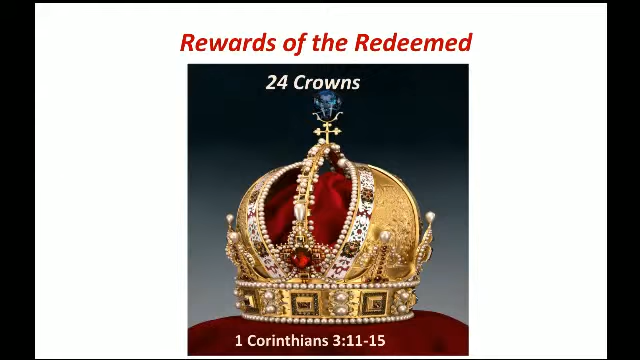 Rewards of the Redeemed
24 Crowns
1 Corinthians 3:11-15